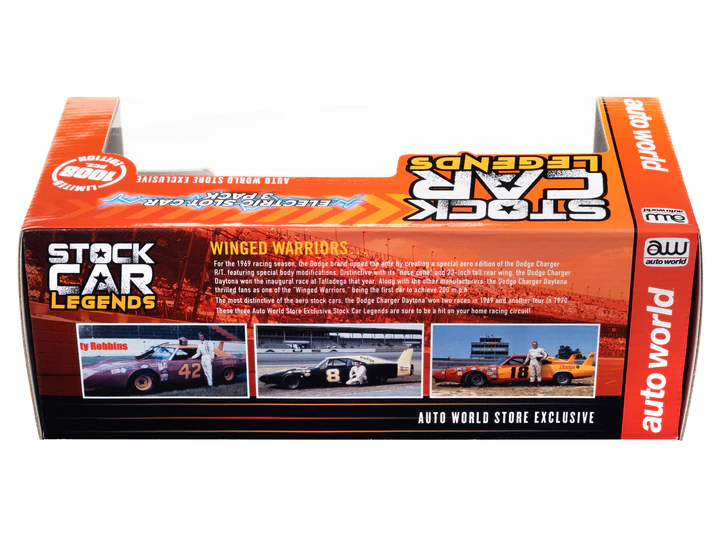 auto world
LIMITED
1008
PCS.
EDITION
AUTO WORLD STORE EXCLUSIVE
ELECTRIC SLOT CAR
3 PACK
STOCK
CAR
LEGENDS
aw
auto world
aw
auto world
auto world
STOCK
CAR
LEGENDS
WINGED WARRIORS
For the 1969 racing season, the Dodge brand upped the ante by creating a special aero edition of the Dodge Charger
R/T, featuring special body modifications. Distinctive with its "nose cone" and 23-inch tall rear wing, the Dodge Charger
Daytona won the inaugural race at Talladega that year. Along with the other manufacturers, the Dodge Charger Daytona
thrilled fans as one of the "Winged Warriors," being the first car to achieve 200 m.p.h.
The most distinctive of the aero stock cars, the Dodge Charger Daytona won two races in 1969 and another four in 1970.
These three Auto World Store Exclusive Stock Car Legends are sure to be a hit on your home racing circuit!
ty Robbins
42
8
18
Dodge
AUTO WORLD STORE EXCLUSIVE